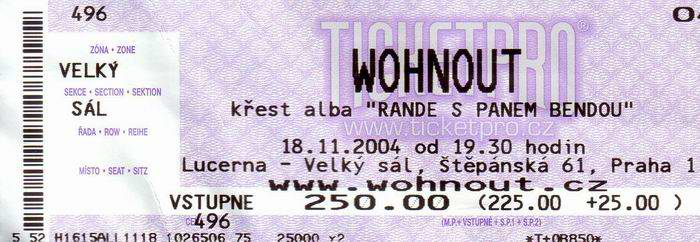 496
ZÓNA • ZONE
VELKÝ
SEKCE • SECTION • SEKTION
SÁL
ŘADA • ROW • REIHE
MÍSTO • SEAT • SITZ
TICKETPRO®
WOHNOUT
křest alba "RANDE S PANEM BENDOU"
www.ticketpro.cz
18.11.2004 od 19.30 hodin
Lucerna - Velký sál, Štěpánská 61, Praha 1
www.wohnout.cz
VSTUPNE 250.00 (225.00 +25.00 )
496 (M.P.+ VSTUPNÉ + S.P.1 + S.P.2)
5 52 H1615ALL1118 1026506 75 25000 v2 *T+0R850*